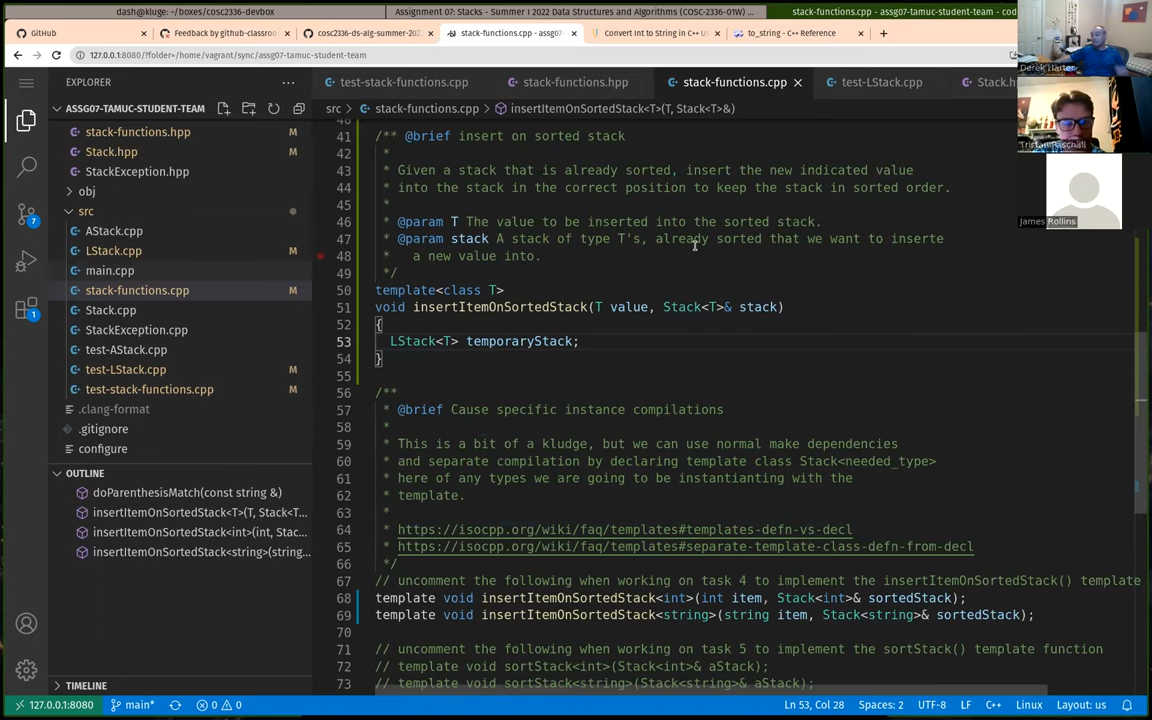 dash@kluge: ~/boxes/cosc2336-devbox
Assignment 07: Stacks - Summer I 2022 Data Structures and Algorithms (COSC-2336-01W)
stack-functions.cpp - assg07-tamuc-student-team
GitHub
Feedback by github-classroo
cosc2336-ds-alg-summer-202
stack-functions.cpp - assg07
Convert Int to String in C++ U
to_string - C++ Reference
127.0.0.1:8080/?folder=/home/vagrant/sync/assg07-tamuc-student-team
Derek Harter
EXPLORER
test-stack-functions.cpp
stack-functions.hpp
stack-functions.cpp
test-LStack.cpp
Stack.h
ASSG07-TAMUC-STUDENT-TEAM
src
stack-functions.cpp
insertItemOnSortedStack<T>(T, Stack<T>&)
stack-functions.hpp M
Stack.hpp M
StackException.hpp
obj
src
AStack.cpp
LStack.cpp M
main.cpp
stack-functions.cpp M
Stack.cpp
StackException.cpp
test-AStack.cpp
test-LStack.cpp M
test-stack-functions.cpp M
.clang-format
.gitignore
configure
OUTLINE
doParenthesisMatch(const string &)
insertItemOnSortedStack<T>(T, Stack<T...
insertItemOnSortedStack<int>(int, Stac...
insertItemOnSortedStack<string>(string...
TIMELINE
7
1
41 /** @brief insert on sorted stack
42 *
43 * Given a stack that is already sorted, insert the new indicated value
44 * into the stack in the correct position to keep the stack in sorted order.
45 *
46 * @param T The value to be inserted into the sorted stack.
47 * @param stack A stack of type T's, already sorted that we want to inserte
48 * a new value into.
49 */
50 template<class T>
51 void insertItemOnSortedStack(T value, Stack<T>& stack)
52 {
53 LStack<T> temporaryStack;
54 }
55
56 /**
57 * @brief Cause specific instance compilations
58 *
59 * This is a bit of a kludge, but we can use normal make dependencies
60 * and separate compilation by declaring template class Stack<needed_type>
61 * here of any types we are going to be instantiating with the
62 * template.
63 *
64 * https://isocpp.org/wiki/faq/templates#templates-defn-vs-decl
65 * https://isocpp.org/wiki/faq/templates#separate-template-class-defn-from-decl
66 */
67 // uncomment the following when working on task 4 to implement the insertItemOnSortedStack() template
68 template void insertItemOnSortedStack<int>(int item, Stack<int>& sortedStack);
69 template void insertItemOnSortedStack<string>(string item, Stack<string>& sortedStack);
70
71 // uncomment the following when working on task 5 to implement the sortStack() template function
72 // template void sortStack<int>(Stack<int>& aStack);
73 // template void sortStack<string>(Stack<string>& aStack);
James Rollins
127.0.0.1:8080
main*
0 0
Ln 53, Col 28
Spaces: 2
UTF-8
LF
C++
Linux
Layout: us